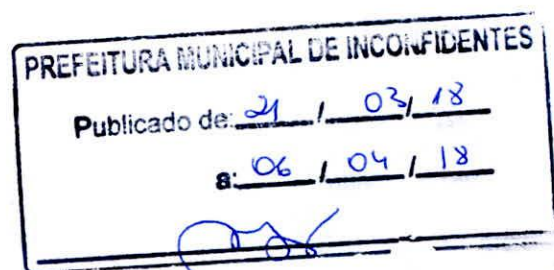 PREFEITURA MUNICIPAL DE INCONFIDENTES
Publicado de: 21 / 03 / 18
a: 06 / 04 / 18